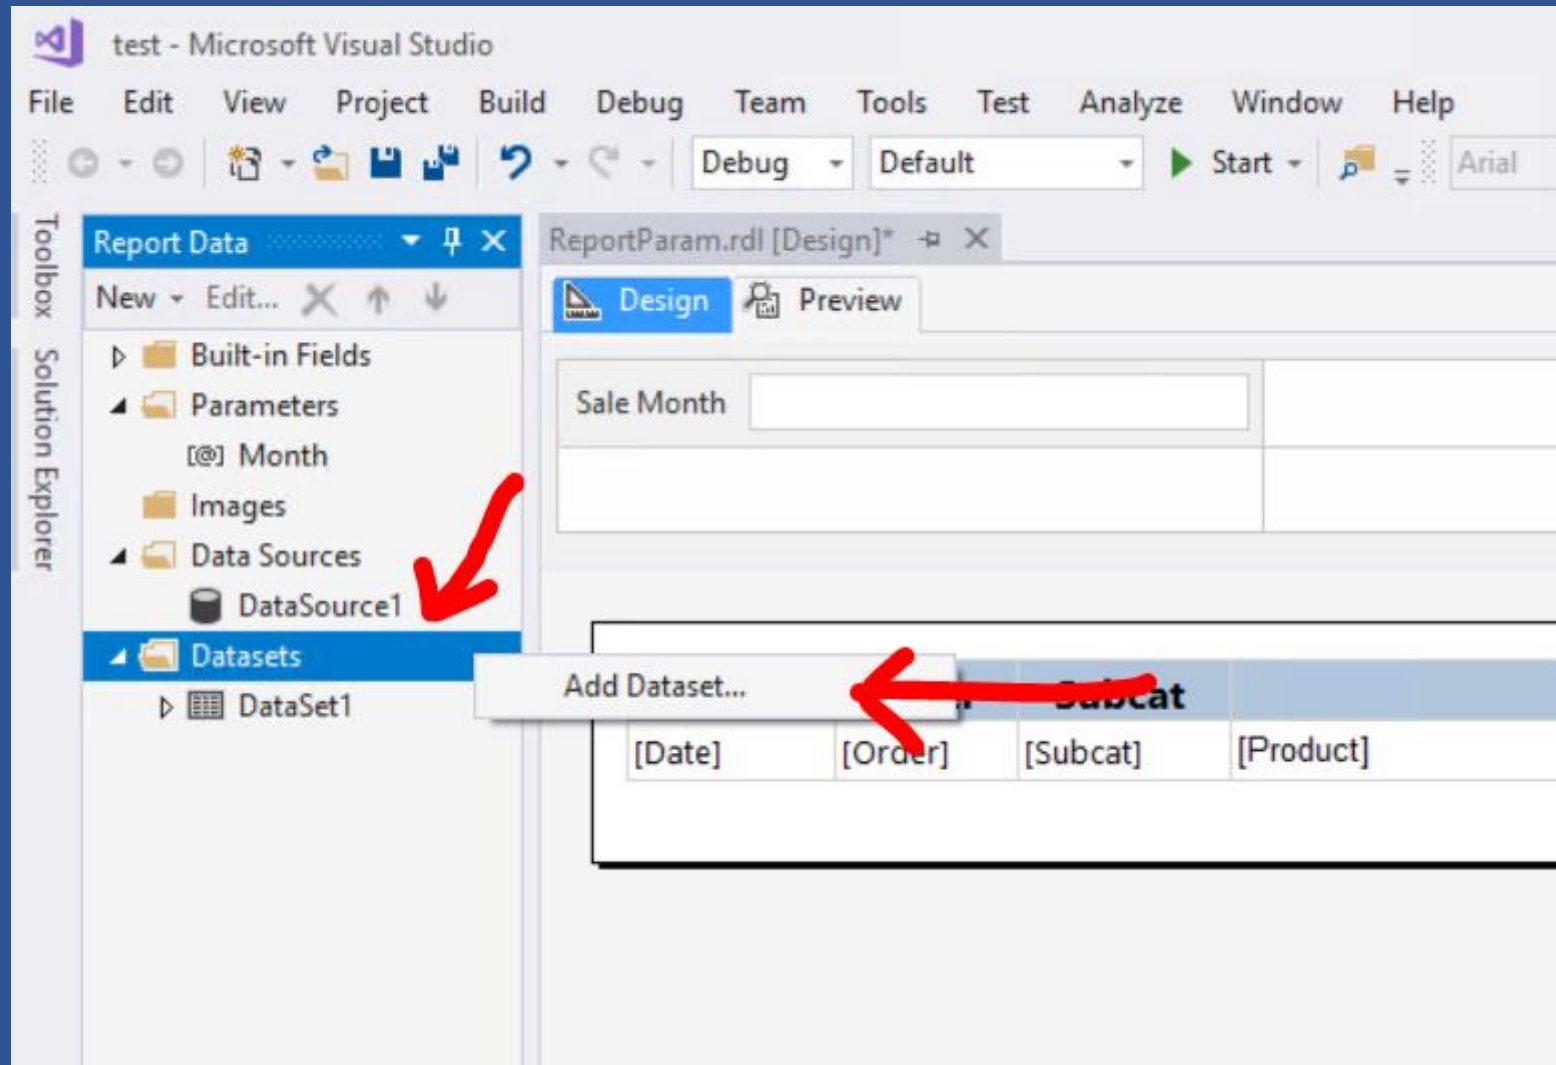 test - Microsoft Visual Studio
File Edit View Project Build Debug Team Tools Test Analyze Window Help
Debug Default Start Arial
Toolbox
Solution Explorer
Report Data
New Edit...
Built-in Fields
Parameters
[@] Month
Images
Data Sources
DataSource1
Datasets
DataSet1
Add Dataset...
ReportParam.rdl [Design]*
Design Preview
Sale Month
Subcat
[Date] [Order] [Subcat] [Product]